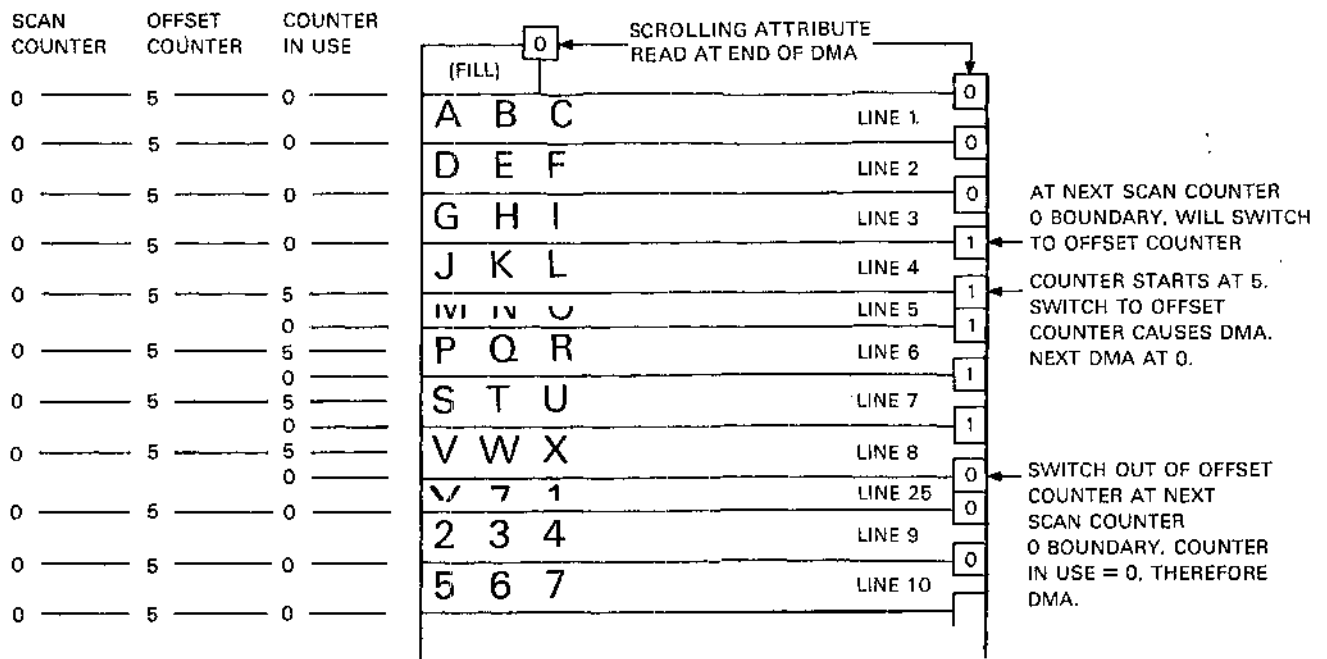 SCAN COUNTER
OFFSET COUNTER
COUNTER IN USE
SCROLLING ATTRIBUTE
READ AT END OF DMA
0
(FILL)
0 5 0 0
A B C LINE 1
0 5 0 0
D E F LINE 2
0 5 0 0
G H I LINE 3
0 5 0 1
J K L LINE 4
0 5 5 1
M N O LINE 5
0 1
0 5 5
P Q R LINE 6
0 1
0 5 5
S T U LINE 7
0 1
0 5 5
V W X LINE 8
0 0
Y Z 1 LINE 25
0 5 0 0
2 3 4 LINE 9
0 5 0 0
5 6 7 LINE 10
0 5 0
AT NEXT SCAN COUNTER
0 BOUNDARY, WILL SWITCH
TO OFFSET COUNTER
COUNTER STARTS AT 5.
SWITCH TO OFFSET
COUNTER CAUSES DMA.
NEXT DMA AT 0.
SWITCH OUT OF OFFSET
COUNTER AT NEXT
SCAN COUNTER
0 BOUNDARY. COUNTER
IN USE = 0, THEREFORE
DMA.